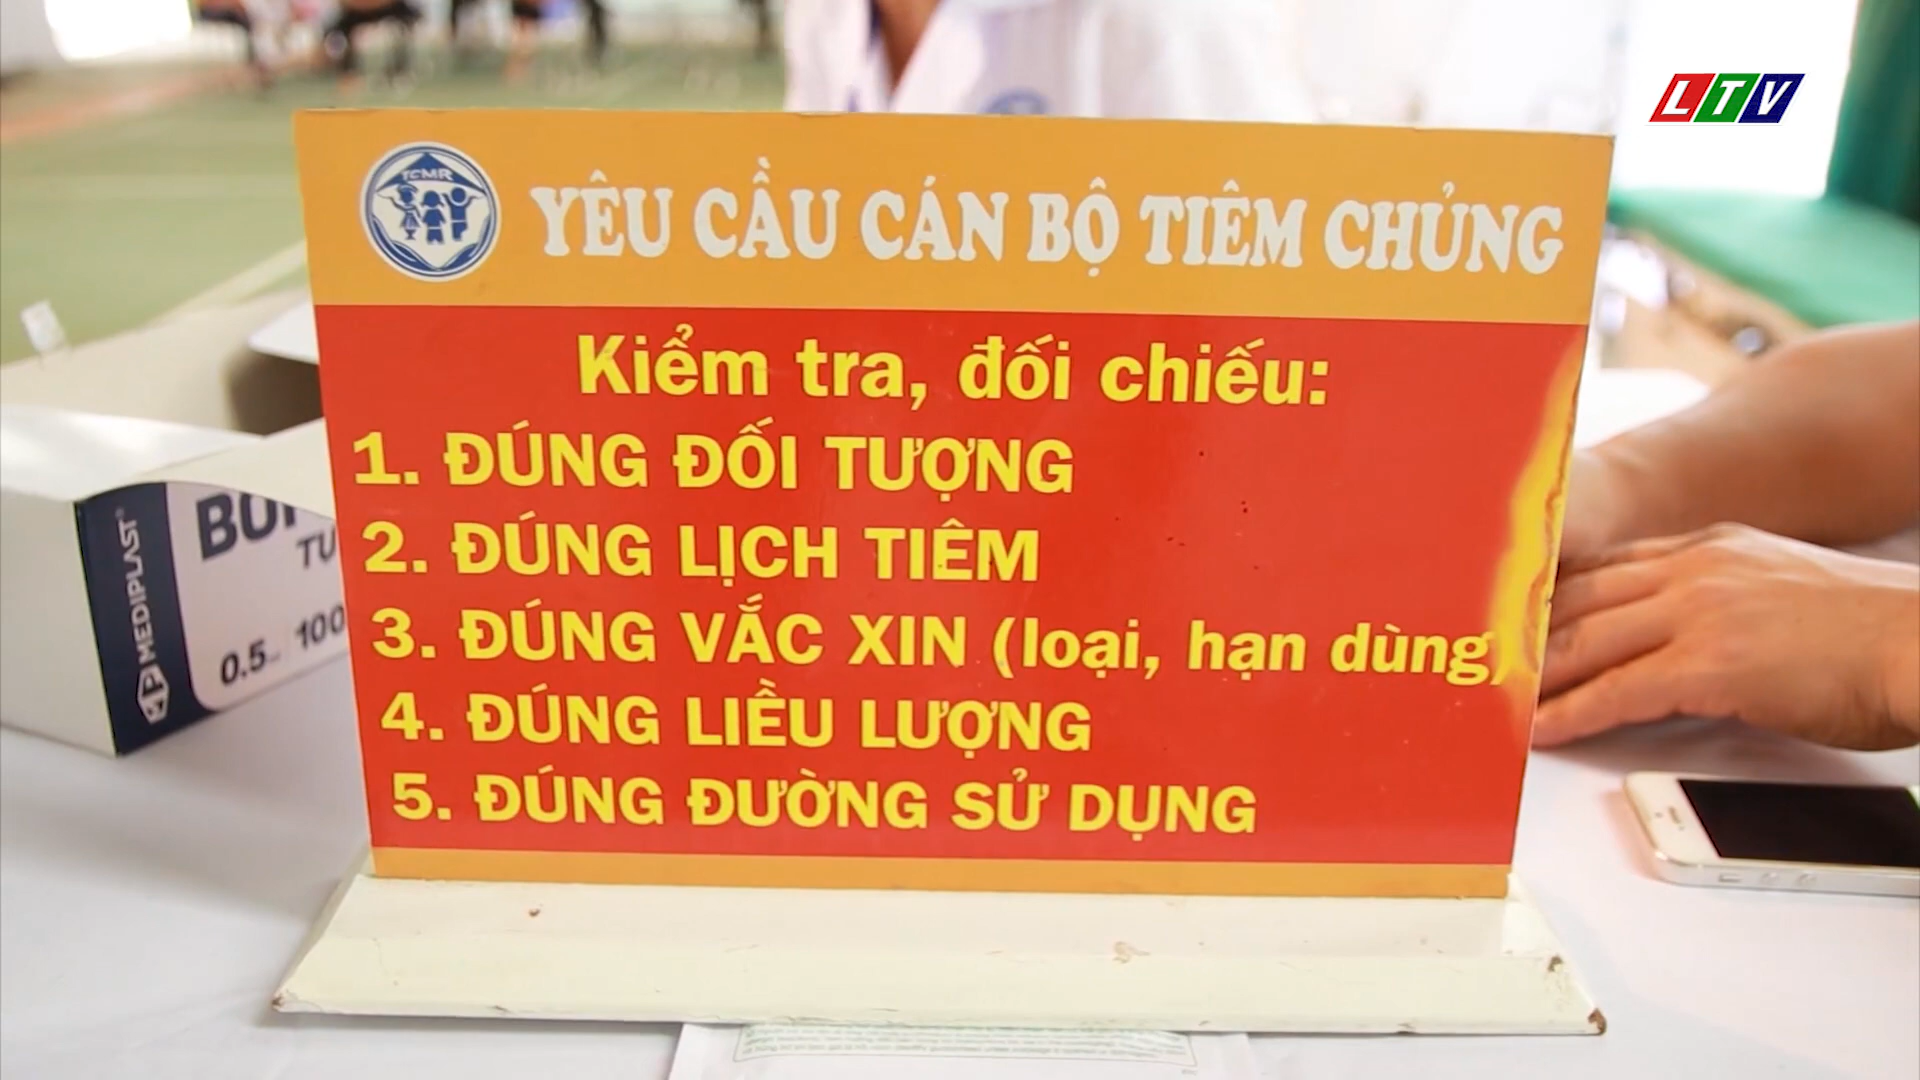 LTV
TCMR
YÊU CẦU CÁN BỘ TIÊM CHỦNG
Kiểm tra, đối chiếu:
1. ĐÚNG ĐỐI TƯỢNG
2. ĐÚNG LỊCH TIÊM
3. ĐÚNG VẮC XIN (loại, hạn dùng)
4. ĐÚNG LIỀU LƯỢNG
5. ĐÚNG ĐƯỜNG SỬ DỤNG
MEDIPLAST
0.5
100